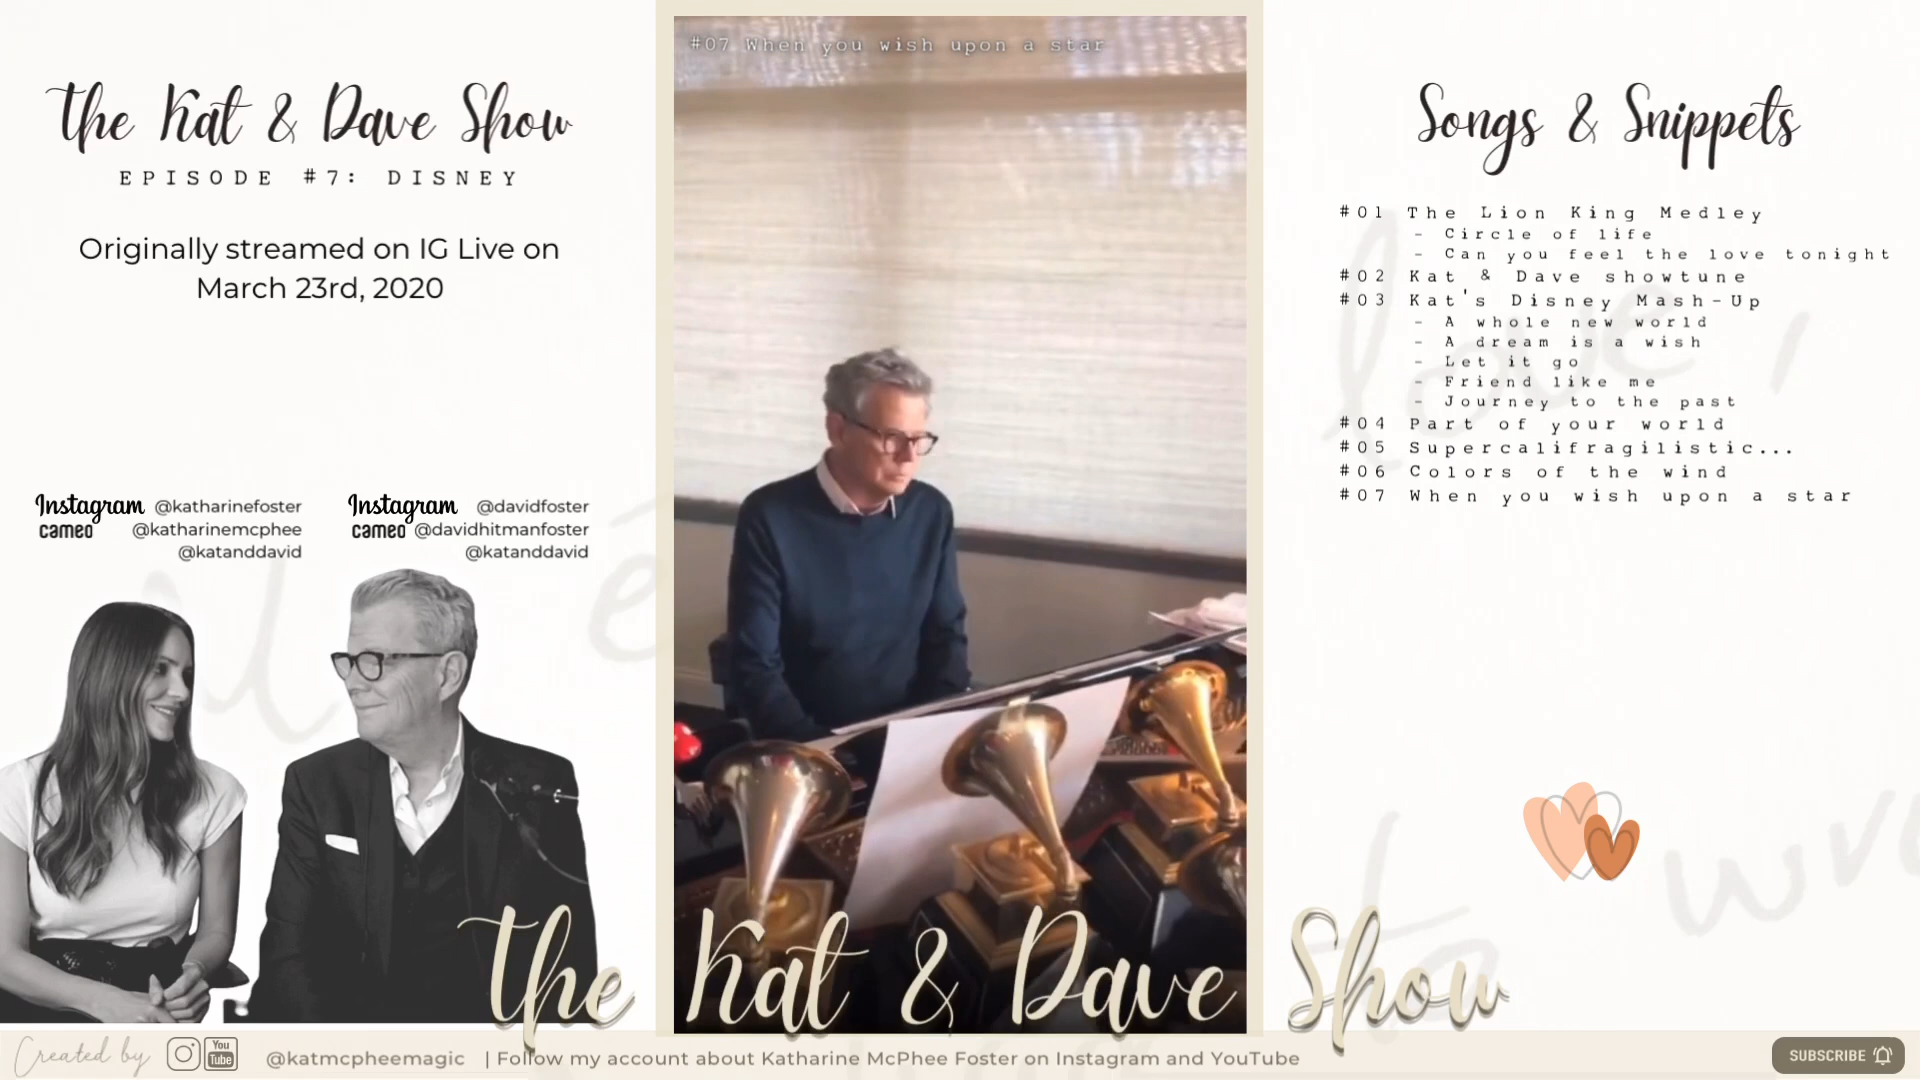 #07 When you wish upon a star
The Kat & Dave Show
EPISODE #7: DISNEY
Originally streamed on IG Live on
March 23rd, 2020
Instagram @katharinefoster
cameo @katharinemcphee
@katanddavid
Instagram @davidfoster
cameo @davidhitmanfoster
@katanddavid
Songs & Snippets
#01 The Lion King Medley
- Circle of life
- Can you feel the love tonight
#02 Kat & Dave showtune
#03 Kat's Disney Mash-Up
- A whole new world
- A dream is a wish
- Let it go
- Friend like me
- Journey to the past
#04 Part of your world
#05 Supercalifragilistic...
#06 Colors of the wind
#07 When you wish upon a star
love,
to
The Kat & Dave Show
Created by You Tube @katmcpheemagic | Follow my account about Katharine McPhee Foster on Instagram and YouTube
SUBSCRIBE